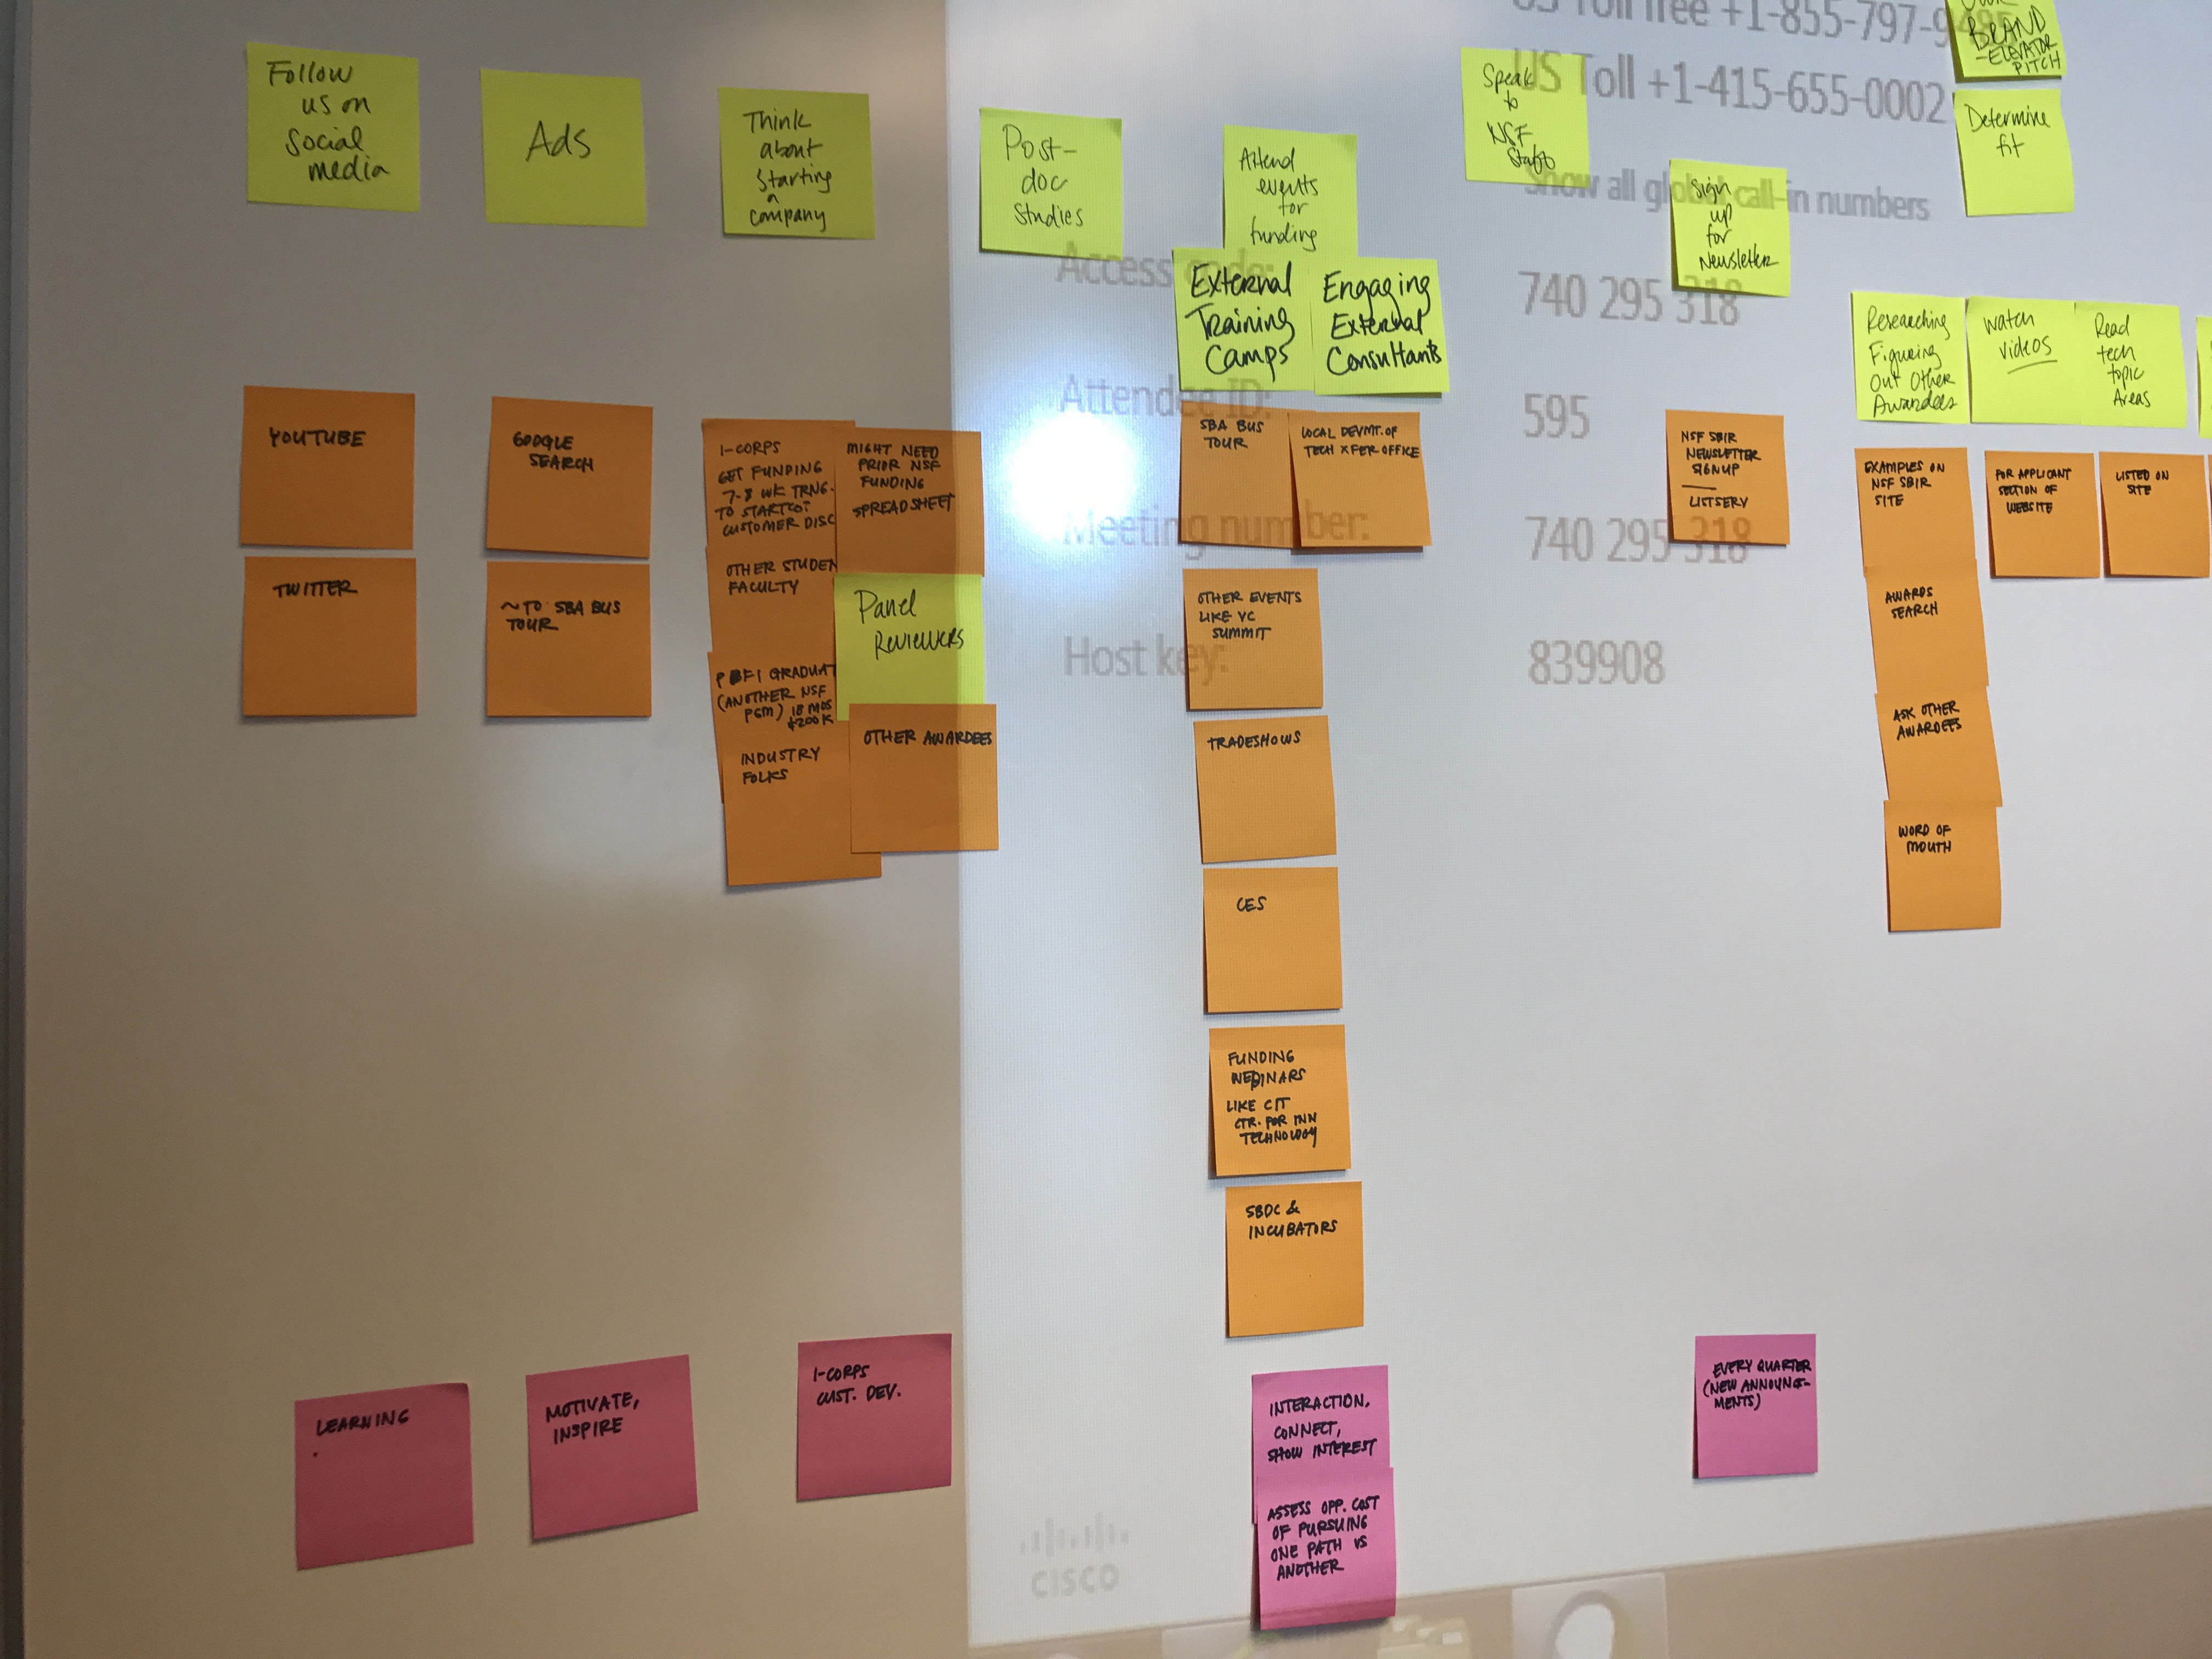 Follow
us on
Social
media
Ads
Think
about
Starting
a
company
Post-
doc
Studies
Attend
events
for
funding
External
Training
Camps
Engaging
External
Consultants
Speak
to
NSF
Staff
Sign
up
for
Newsletter
BRAND
-ELEVATOR
PITCH
Determine
fit
Researching
Figuring
Out Other
Awardees
Watch
videos
Read
tech
topic
Areas
US Toll free +1-855-797-9485
US Toll +1-415-655-0002
Show all global call-in numbers
Access code:
740 295 318
Attendee ID:
595
Meeting number:
740 295 318
Host key:
839908
YOUTUBE
TWITTER
GOOGLE
SEARCH
~TO SBA BUS
TOUR
I-CORPS
GET FUNDING
7-8 WK TRNG.
TO START
CUSTOMER DISC
OTHER STUDEN
FACULTY
GRADUAT
(ANOTHER NSF
PGM) 18 MOS
$200K
INDUSTRY
FOLKS
MIGHT NEED
PRIOR NSF
FUNDING
SPREADSHEET
Panel
Reviewers
OTHER AWARDEES
SBA BUS
TOUR
LOCAL DEVMT. OF
TECH XFER OFFICE
OTHER EVENTS
LIKE VC
SUMMIT
TRADESHOWS
CES
FUNDING
WEBINARS
LIKE CIT
CTR. FOR INN
TECHNOLOGY
SBDC &
INCUBATORS
NSF SBIR
NEWSLETTER
SIGNUP
LISTSERV
EXAMPLES ON
NSF SBIR
SITE
AWARDS
SEARCH
ASK OTHER
AWARDEES
WORD OF
MOUTH
FOR APPLICANT
SECTION OF
WEBSITE
LISTED ON
SITE
LEARNING
MOTIVATE,
INSPIRE
I-CORPS
CUST. DEV.
INTERACTION,
CONNECT,
SHOW INTEREST
ASSESS OPP. COST
OF PURSUING
ONE PATH VS
ANOTHER
EVERY QUARTER
(NEW ANNOUNCE-
MENTS)
CISCO